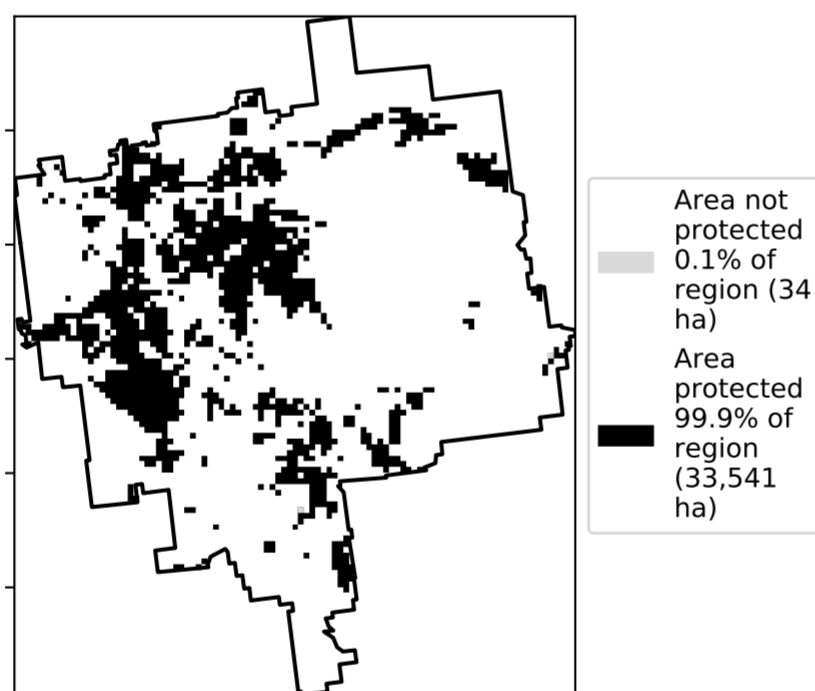 Area not
protected
0.1% of
region (34
ha)
Area
protected
99.9% of
region
(33,541
ha)